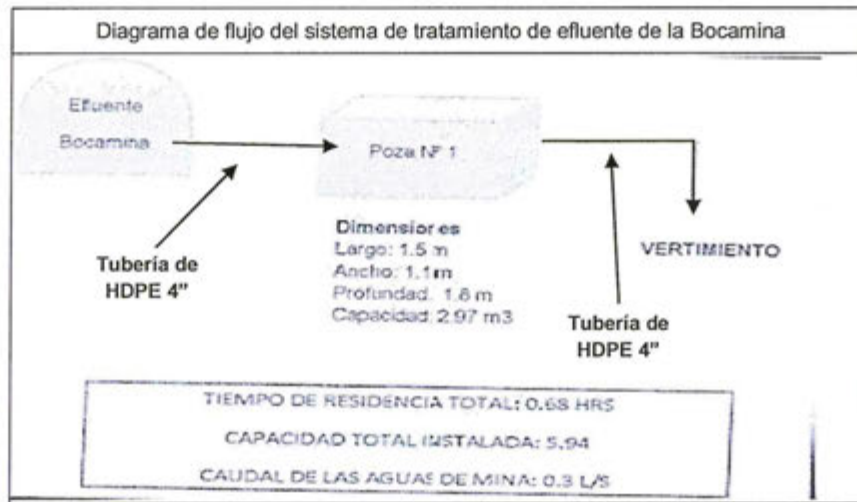 Diagrama de flujo del sistema de tratamiento de efluente de la Bocamina
Efluente
Bocamina
Poza Nº 1
Dimensiones
Largo: 1.5 m
Ancho: 1.1m
Profundad. 1.8 m
Capacidad: 2.97 m3
Tubería de
HDPE 4"
VERTIMIENTO
Tubería de
HDPE 4"
TIEMPO DE RESIDENCIA TOTAL: 0.68 HRS
CAPACIDAD TOTAL INSTALADA: 5.94
CAUDAL DE LAS AGUAS DE MINA: 0.3 L/S